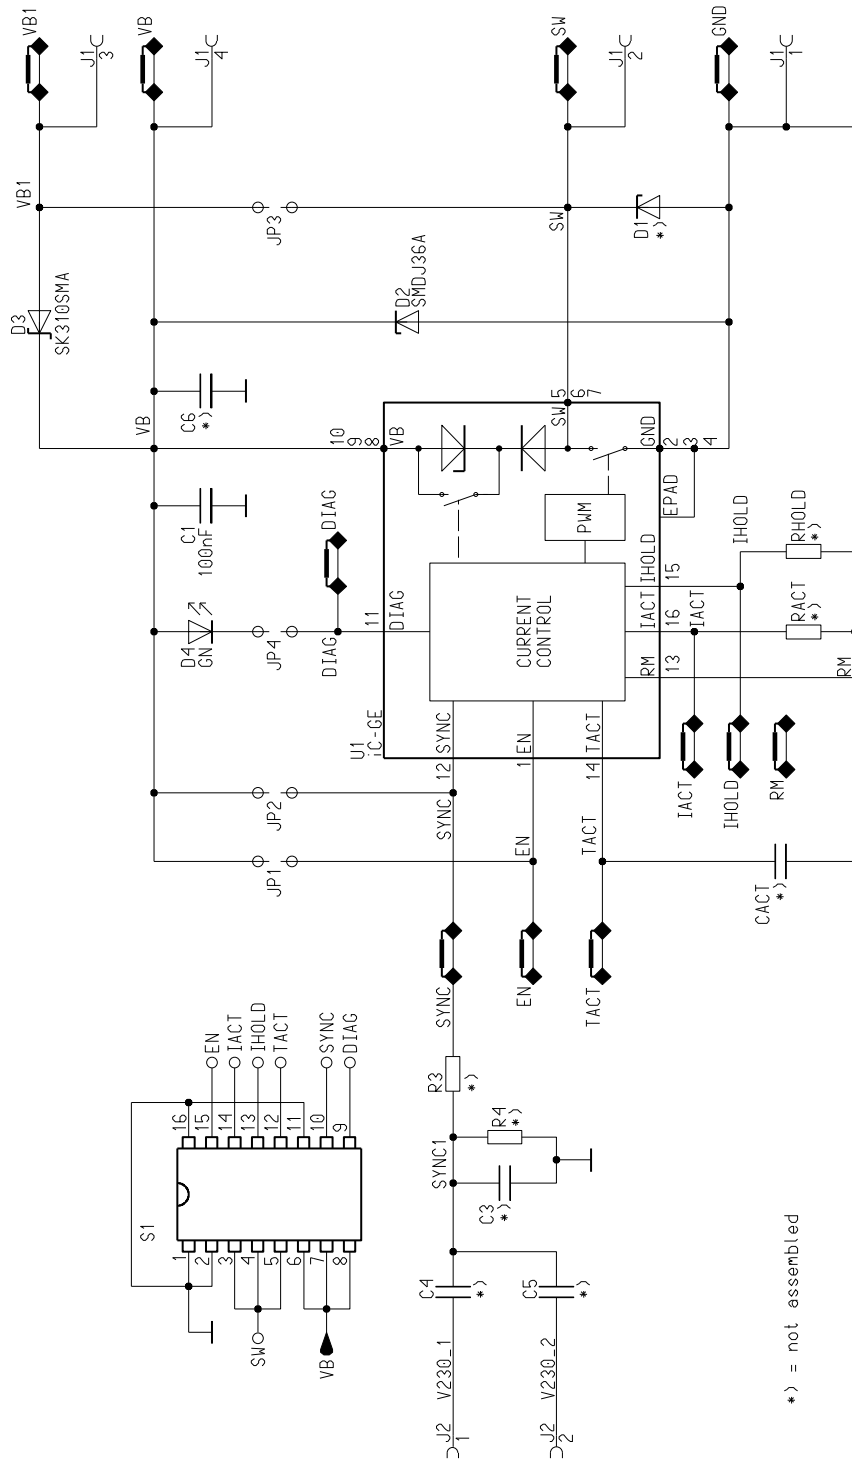 VB1
J1
3
VB
J1
4
SW
J1
2
GND
J1
1
VB1
JP3
SW
D1
*)
D3
SK310SMA
D2
SMDJ36A
VB
C6
*)
C1
100nF
D4
GN
JP4
DIAG
DIAG
10
9
8
VB
SW
5
6
7
GND
2
3
4
EPAD
PWM
CURRENT
CONTROL
11
DIAG
IHOLD
15
IHOLD
IACT
16
IACT
RM
13
RHOLD
*)
RACT
*)
RM
U1
iC-GE
12
SYNC
1
EN
14
TACT
IACT
IHOLD
RM
JP2
SYNC
JP1
EN
TACT
CACT
*)
SYNC
EN
TACT
R3
*)
SYNC1
R4
*)
C3
*)
C4
*)
C5
*)
V230_1
V230_2
J2
1
J2
2
S1
16
15
14
13
12
11
10
9
EN
IACT
IHOLD
TACT
SYNC
DIAG
1
2
3
4
5
6
7
8
SW
VB
*) = not assembled